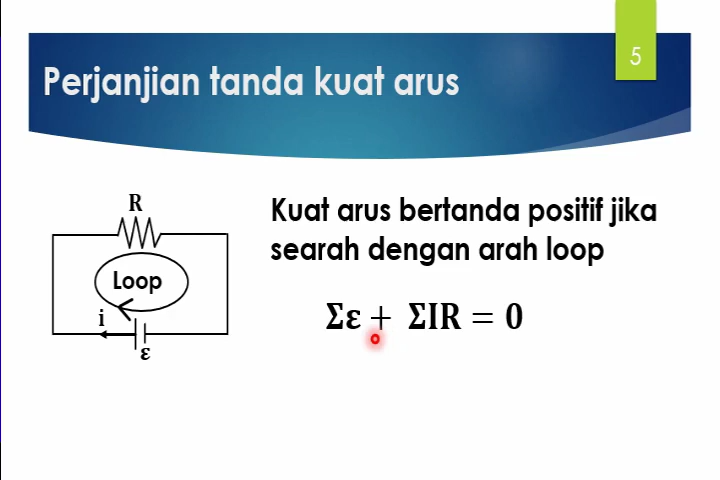 5
Perjanjian tanda kuat arus
R
Loop
i
ε
Kuat arus bertanda positif jika
searah dengan arah loop
Σε + ΣIR = 0